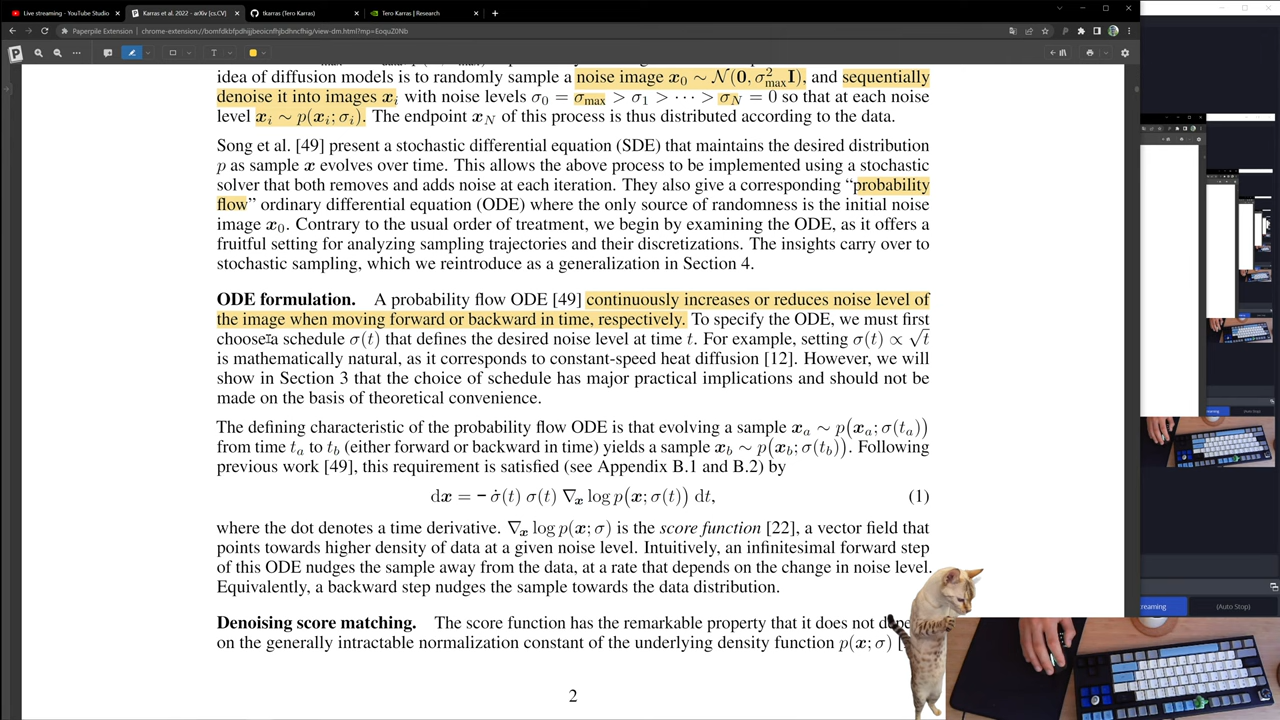 Live streaming - YouTube Studio
Karras et al. 2022 - arXiv [cs.CV]
tkarras (Tero Karras)
Tero Karras | Research
chrome-extension://bomfdkbfpdhijjbeoicnfhjbdhncfhig/view-dm.html?mp=EoquZ0Nb
idea of diffusion models is to randomly sample a noise image x₀ ∼ N(0, σ²max I), and sequentially
denoise it into images xᵢ with noise levels σ₀ = σmax > σ₁ > ⋯ > σN = 0 so that at each noise
level xᵢ ∼ p(xᵢ; σᵢ). The endpoint xN of this process is thus distributed according to the data.
Song et al. [49] present a stochastic differential equation (SDE) that maintains the desired distribution
p as sample x evolves over time. This allows the above process to be implemented using a stochastic
solver that both removes and adds noise at each iteration. They also give a corresponding “probability
flow” ordinary differential equation (ODE) where the only source of randomness is the initial noise
image x₀. Contrary to the usual order of treatment, we begin by examining the ODE, as it offers a
fruitful setting for analyzing sampling trajectories and their discretizations. The insights carry over to
stochastic sampling, which we reintroduce as a generalization in Section 4.
ODE formulation. A probability flow ODE [49] continuously increases or reduces noise level of
the image when moving forward or backward in time, respectively. To specify the ODE, we must first
choose a schedule σ(t) that defines the desired noise level at time t. For example, setting σ(t) ∝ √t
is mathematically natural, as it corresponds to constant-speed heat diffusion [12]. However, we will
show in Section 3 that the choice of schedule has major practical implications and should not be
made on the basis of theoretical convenience.
The defining characteristic of the probability flow ODE is that evolving a sample xₐ ∼ p(xₐ; σ(tₐ))
from time tₐ to t_b (either forward or backward in time) yields a sample x_b ∼ p(x_b; σ(t_b)). Following
previous work [49], this requirement is satisfied (see Appendix B.1 and B.2) by
dx = − σ̇(t) σ(t) ∇ₓ log p(x; σ(t)) dt, (1)
where the dot denotes a time derivative. ∇ₓ log p(x; σ) is the score function [22], a vector field that
points towards higher density of data at a given noise level. Intuitively, an infinitesimal forward step
of this ODE nudges the sample away from the data, at a rate that depends on the change in noise level.
Equivalently, a backward step nudges the sample towards the data distribution.
Denoising score matching. The score function has the remarkable property that it does not
on the generally intractable normalization constant of the underlying density function p(x; σ)
2
(Auto Stop)